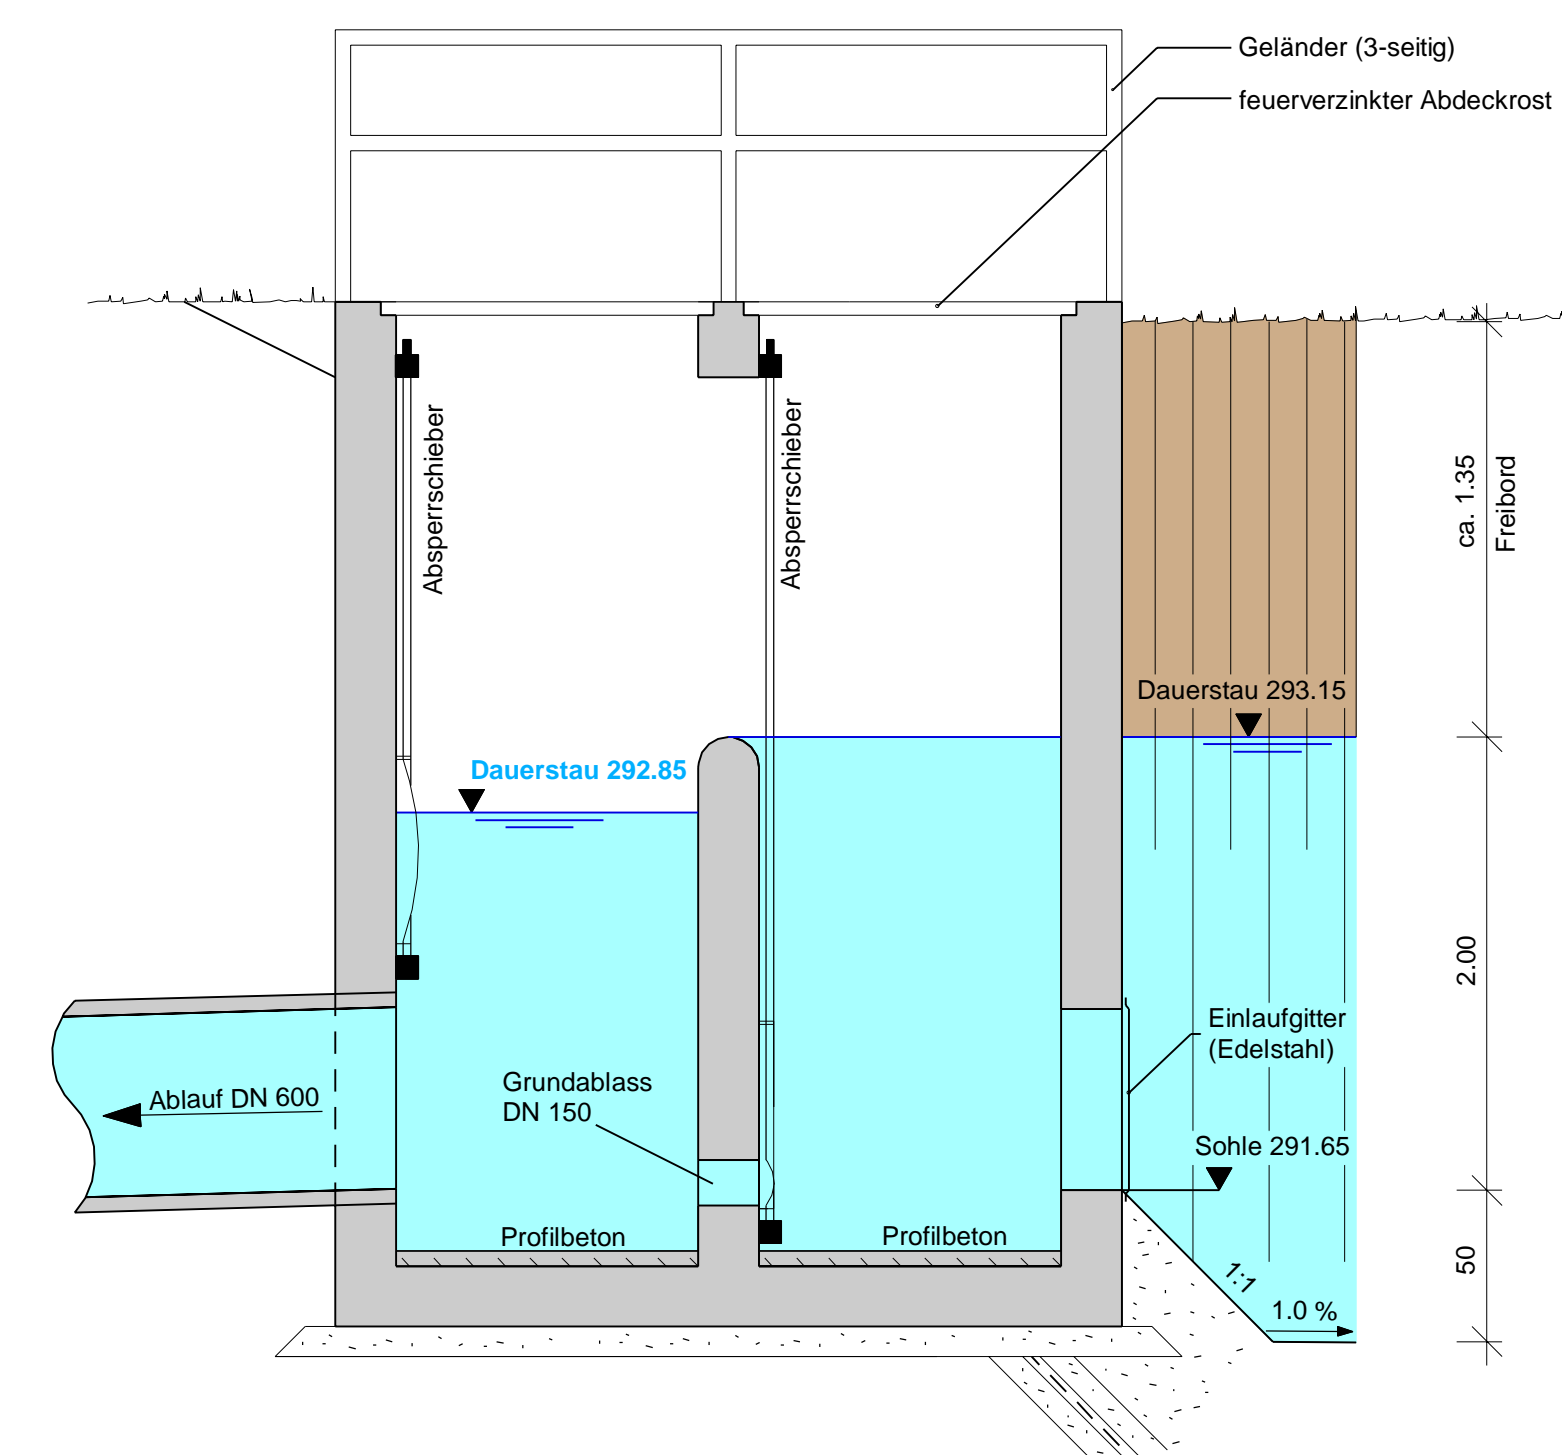 Geländer (3-seitig)
feuerverzinkter Abdeckrost
Absperrschieber
Absperrschieber
ca. 1.35
Freibord
Dauerstau 293.15
Dauerstau 292.85
2.00
Einlaufgitter
(Edelstahl)
Grundablass
DN 150
Ablauf DN 600
Sohle 291.65
Profilbeton
Profilbeton
50
1:1
1.0 %